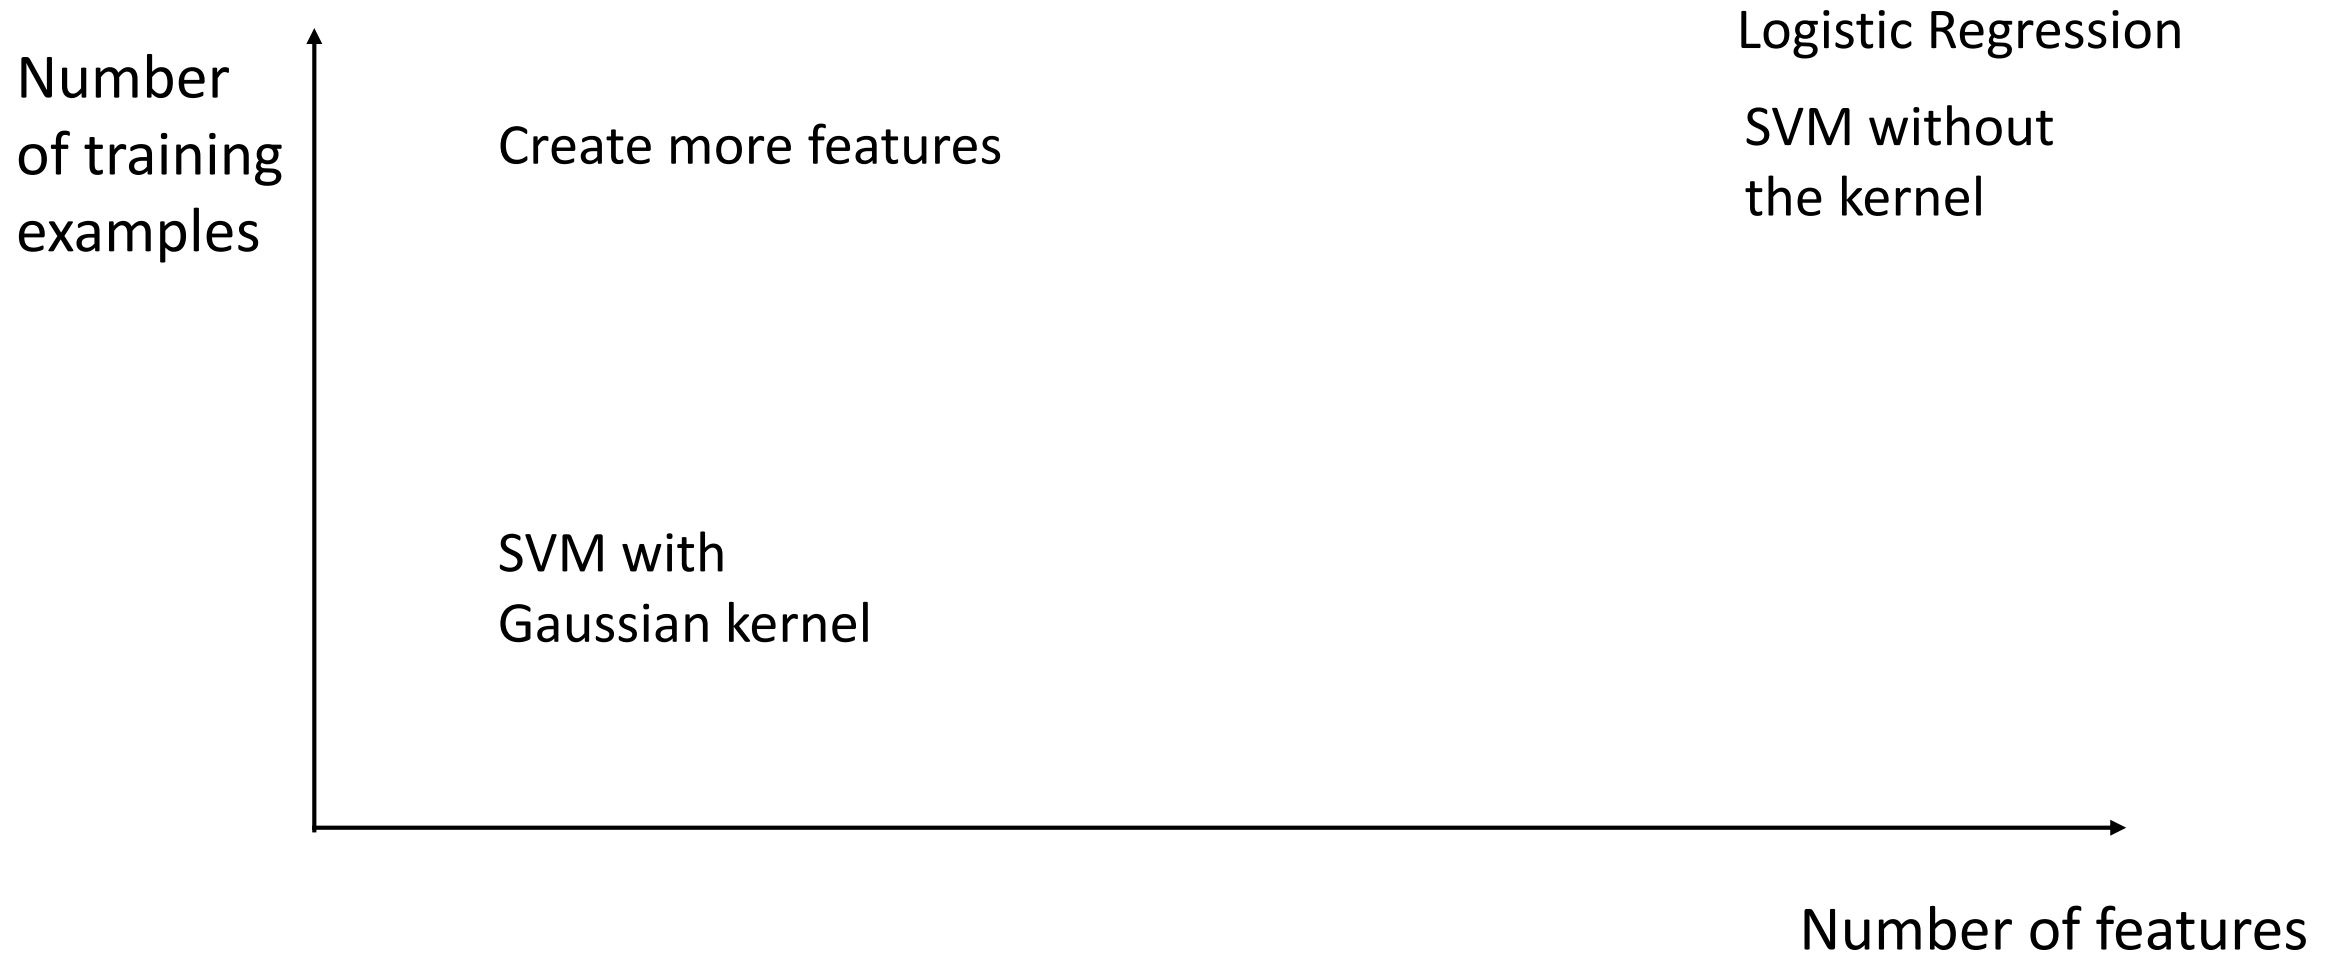 Number
of training
examples
Create more features
Logistic Regression
SVM without
the kernel
SVM with
Gaussian kernel
Number of features